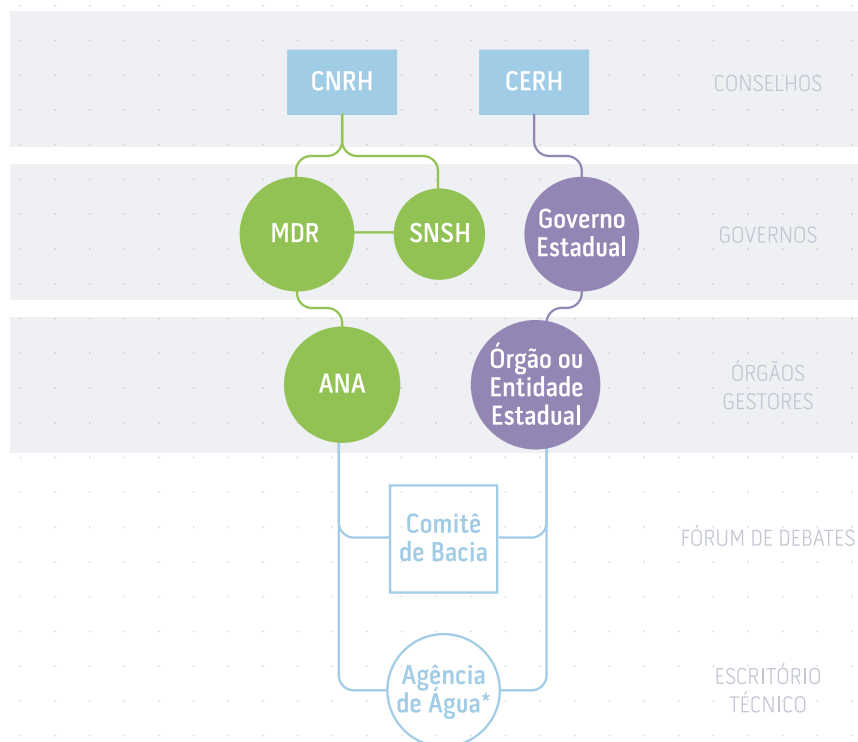 CNRH
CERH
CONSELHOS
MDR
SNSH
Governo
Estadual
GOVERNOS
ANA
Órgão ou
Entidade
Estadual
ÓRGÃOS
GESTORES
Comitê
de Bacia
FÓRUM DE DEBATES
Agência
de Água*
ESCRITÓRIO
TÉCNICO